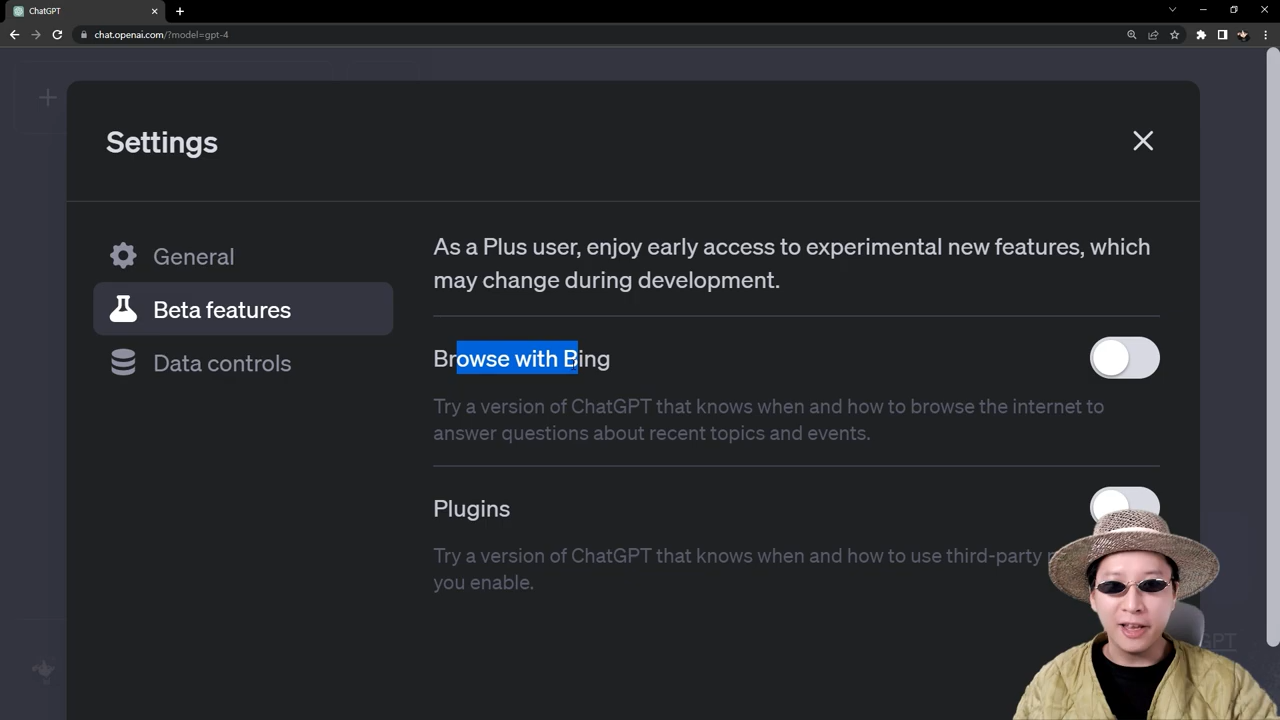 ChatGPT
chat.openai.com/?model=gpt-4
Settings
General
Beta features
Data controls
As a Plus user, enjoy early access to experimental new features, which
may change during development.
Browse with Bing
Try a version of ChatGPT that knows when and how to browse the internet to
answer questions about recent topics and events.
Plugins
Try a version of ChatGPT that knows when and how to use third-party
you enable.
GPT